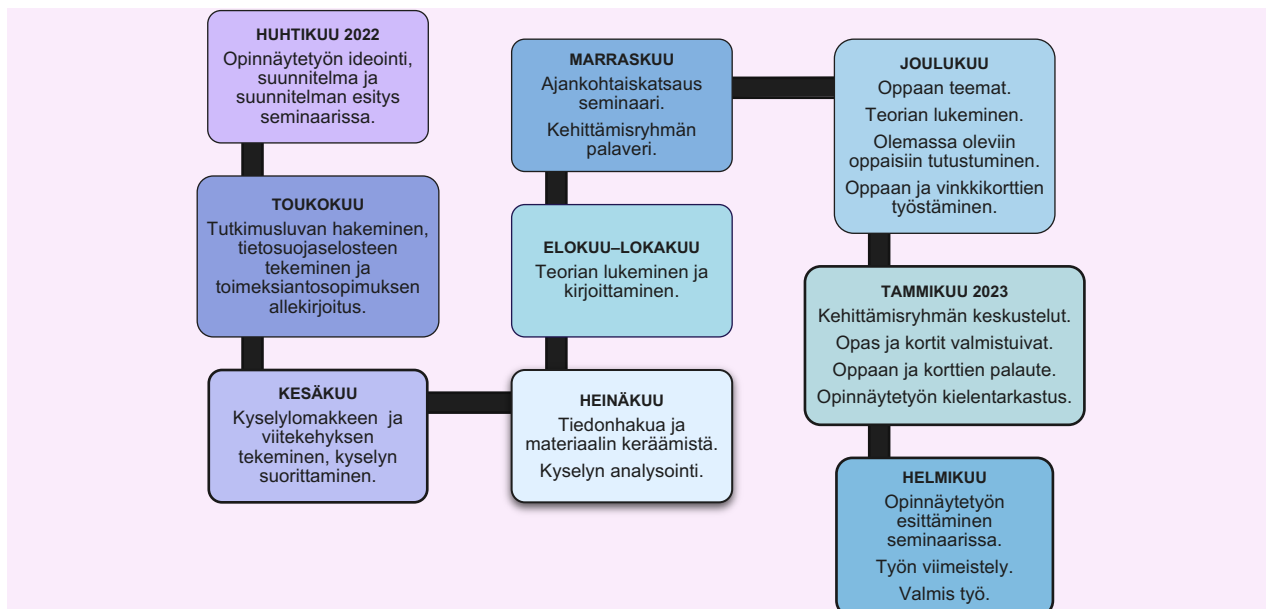 HUHTIKUU 2022
Opinnäytetyön ideointi,
suunnitelma ja
suunnitelman esitys
seminaarissa.
TOUKOKUU
Tutkimusluvan hakeminen,
tietosuojaselosteen
tekeminen ja
toimeksiantosopimuksen
allekirjoitus.
KESÄKUU
Kyselylomakkeen ja
viitekehyksen
tekeminen, kyselyn
suorittaminen.
HEINÄKUU
Tiedonhakua ja
materiaalin keräämistä.
Kyselyn analysointi.
ELOKUU–LOKAKUU
Teorian lukeminen ja
kirjoittaminen.
MARRASKUU
Ajankohtaiskatsaus
seminaari.
Kehittämisryhmän
palaveri.
JOULUKUU
Oppaan teemat.
Teorian lukeminen.
Olemassa oleviin
oppaisiin tutustuminen.
Oppaan ja vinkkikorttien
työstäminen.
TAMMIKUU 2023
Kehittämisryhmän keskustelut.
Opas ja kortit valmistuivat.
Oppaan ja korttien palaute.
Opinnäytetyön kielentarkastus.
HELMIKUU
Opinnäytetyön
esittäminen
seminaarissa.
Työn viimeistely.
Valmis työ.